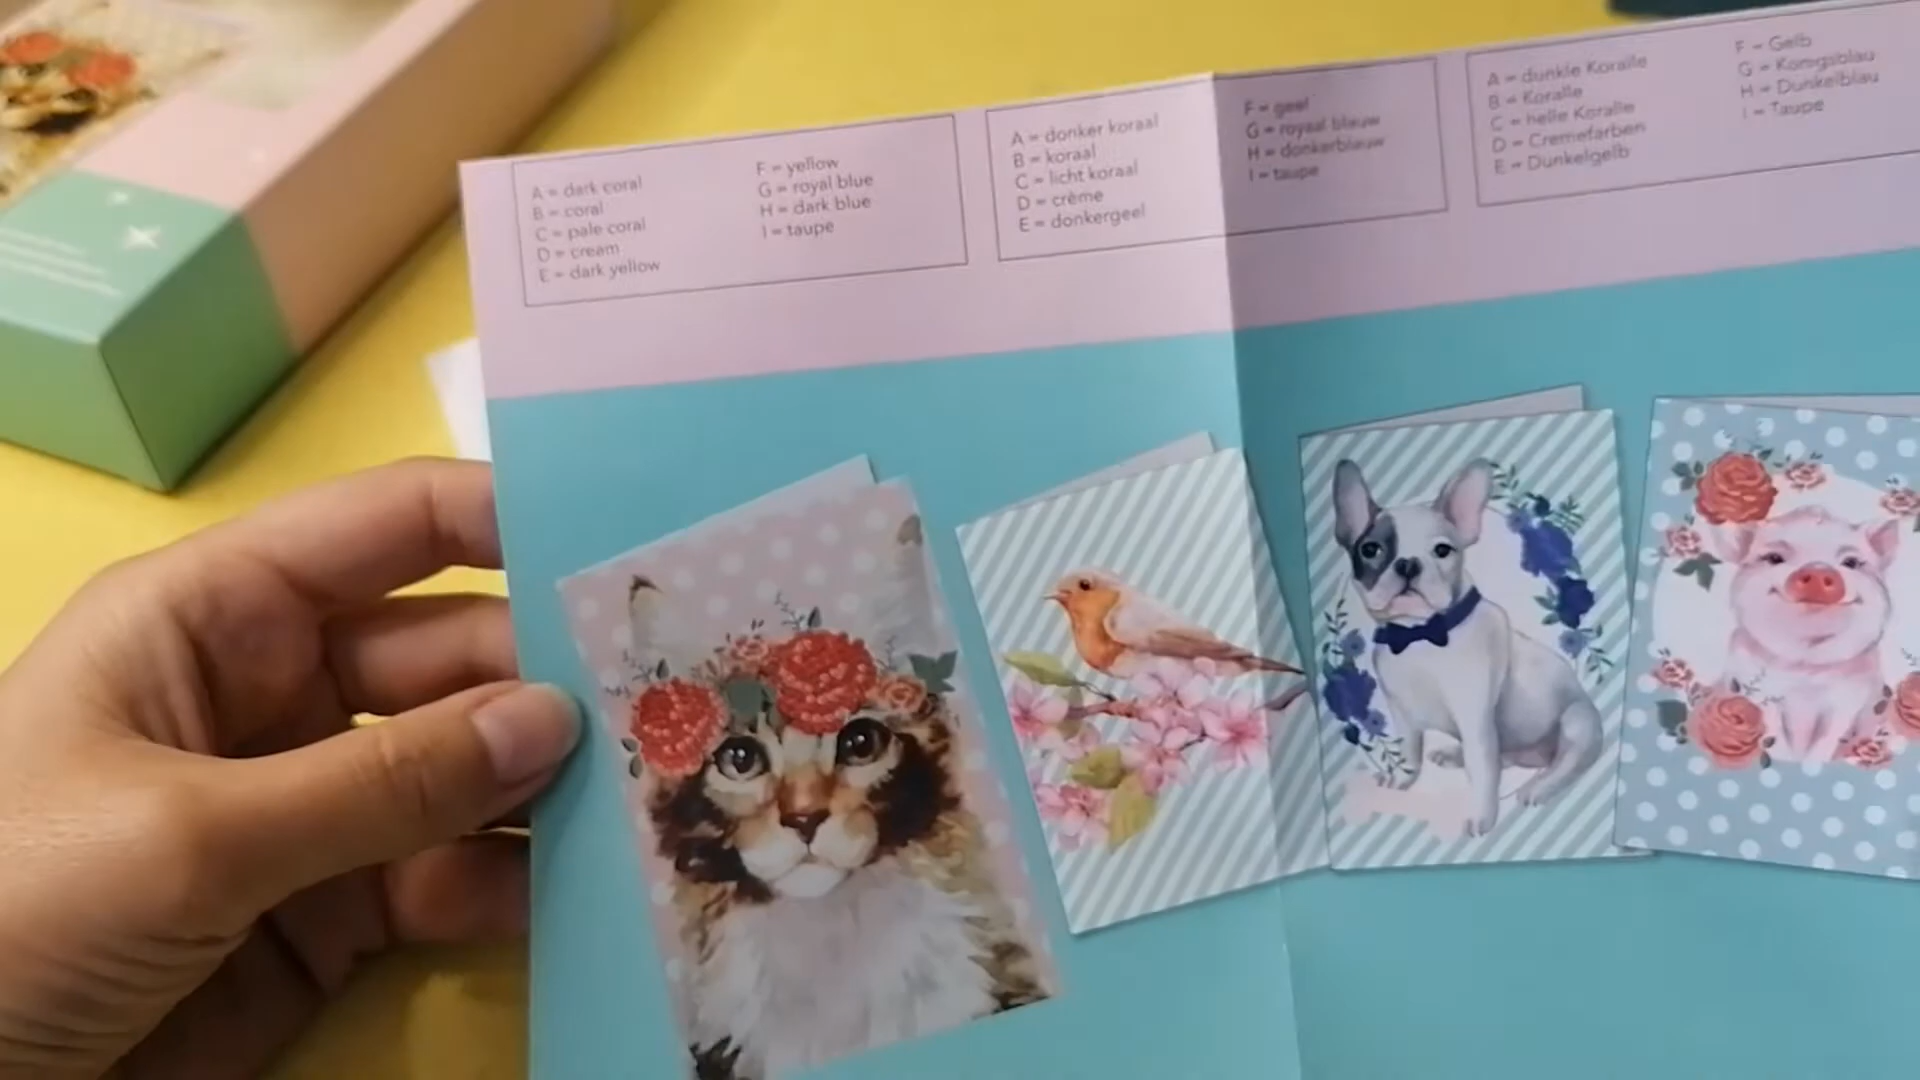 A = dark coral
B = coral
C = pale coral
D = cream
E = dark yellow
F = yellow
G = royal blue
H = dark blue
I = taupe
A = donker koraal
B = koraal
C = licht koraal
D = crème
E = donkergeel
F = geel
G = royaal blauw
H = donkerblauw
I = taupe
A = dunkle Koralle
B = Koralle
C = helle Koralle
D = Cremefarben
E = Dunkelgelb
F = Gelb
G = Königsblau
H = Dunkelblau
I = Taupe